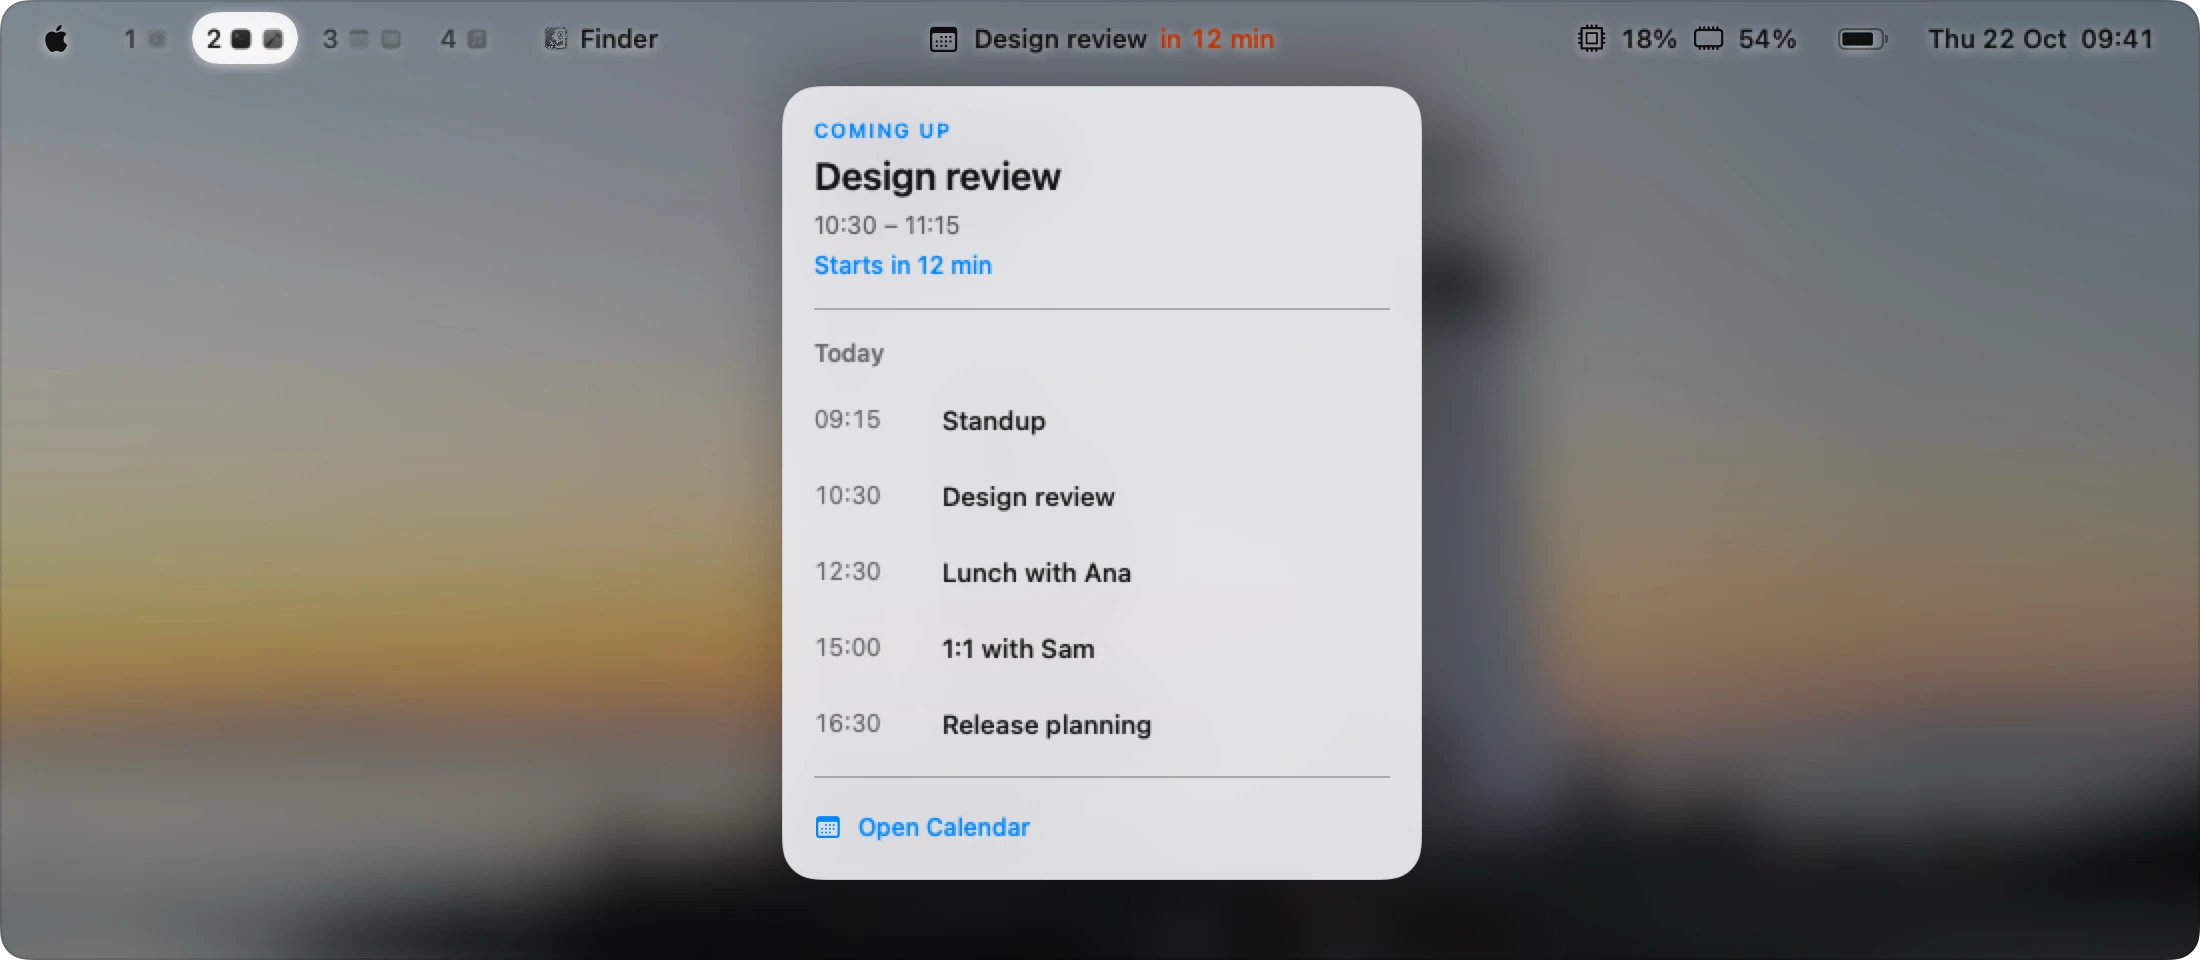 1 2 3 4 Finder Design review in 12 min 18% 54% Thu 22 Oct 09:41
COMING UP
Design review
10:30 – 11:15
Starts in 12 min
Today
09:15 Standup
10:30 Design review
12:30 Lunch with Ana
15:00 1:1 with Sam
16:30 Release planning
Open Calendar